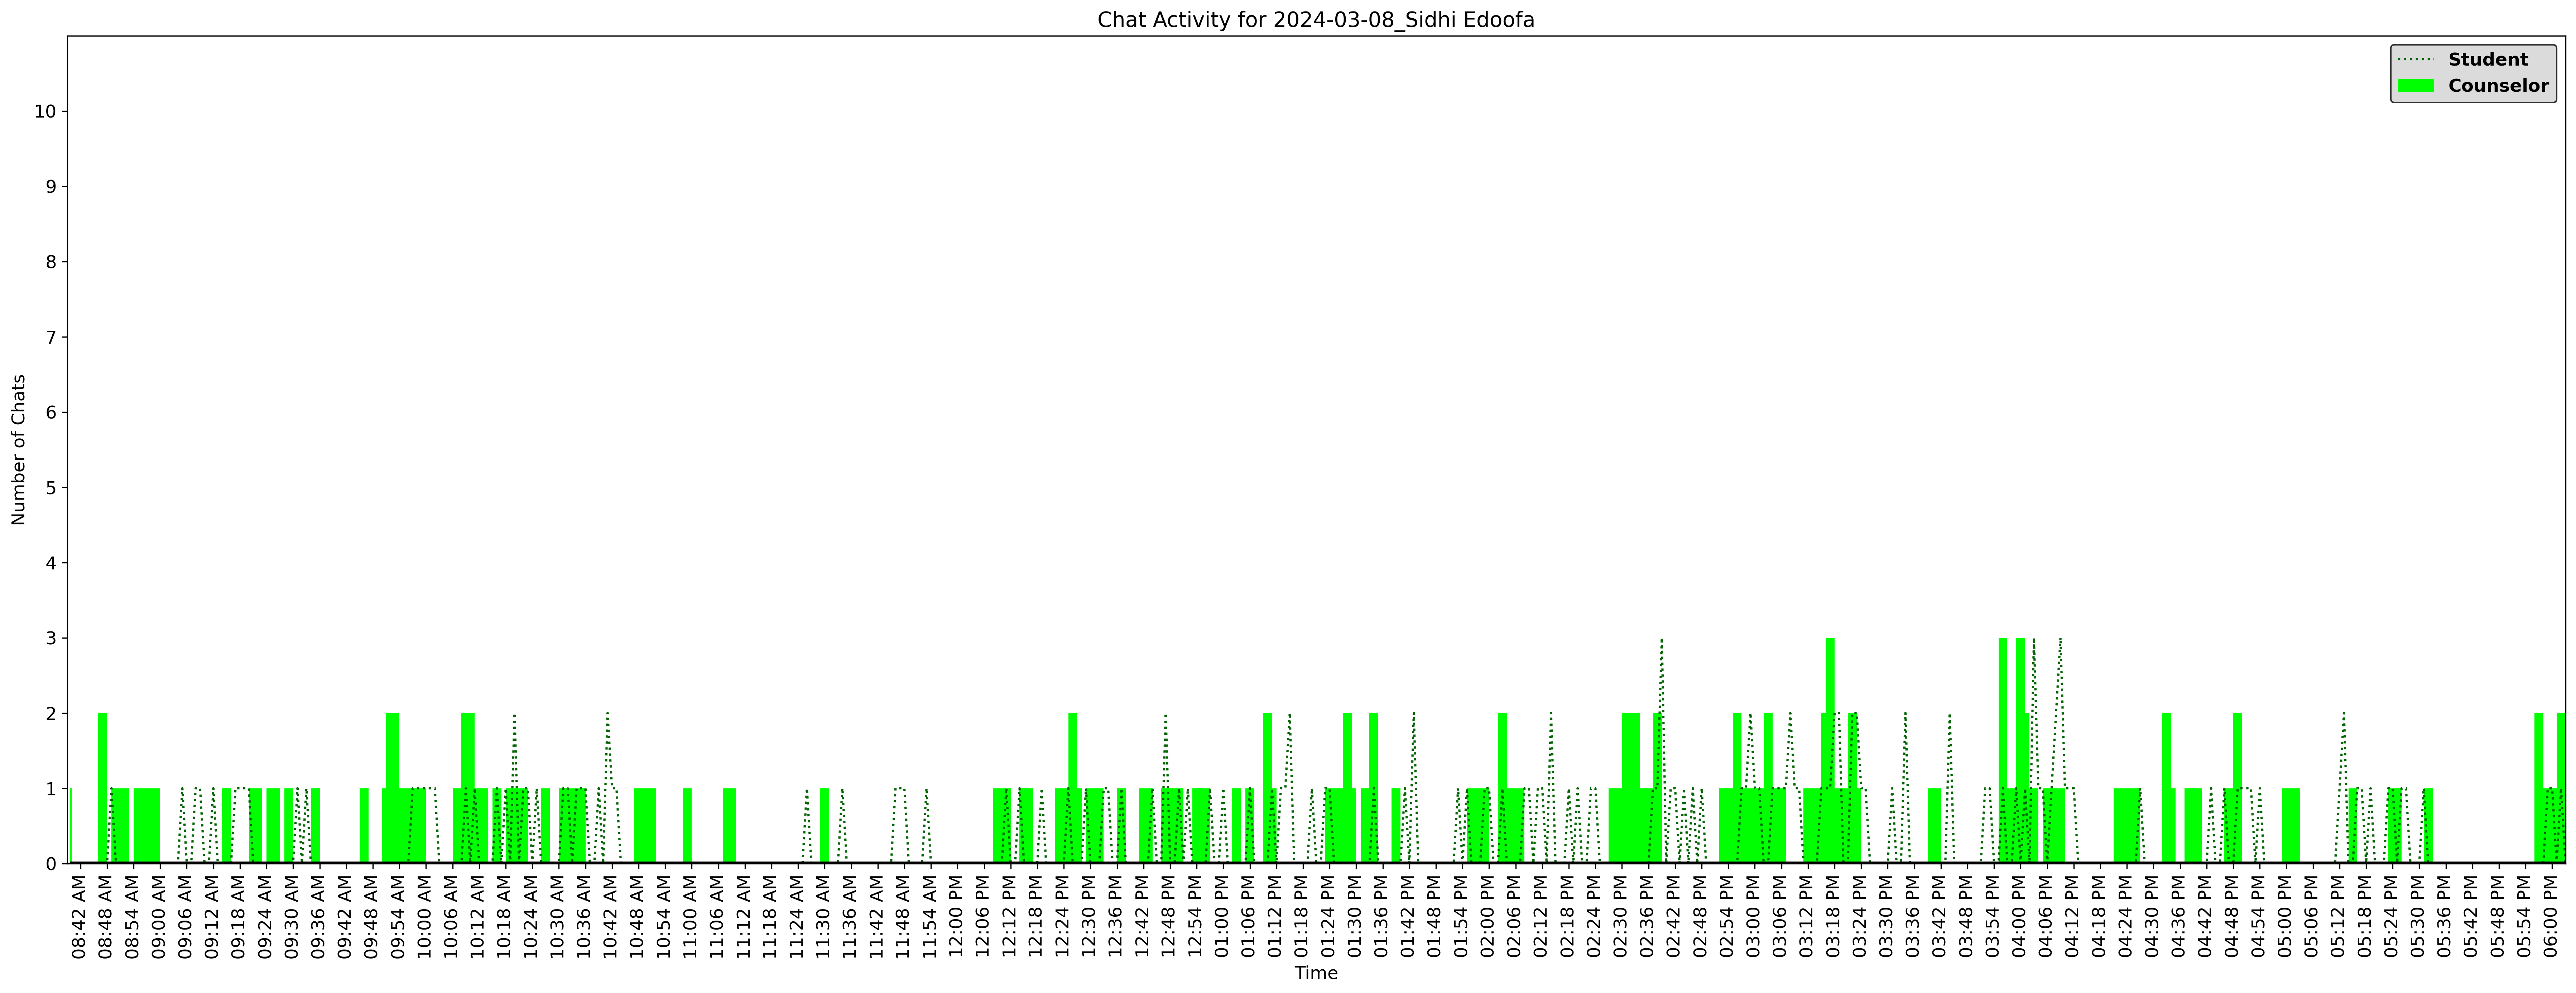 Chat Activity for 2024-03-08_Sidhi Edoofa
Student
Counselor
Number of Chats
10
9
8
7
6
5
4
3
2
1
0
08:42 AM
08:48 AM
08:54 AM
09:00 AM
09:06 AM
09:12 AM
09:18 AM
09:24 AM
09:30 AM
09:36 AM
09:42 AM
09:48 AM
09:54 AM
10:00 AM
10:06 AM
10:12 AM
10:18 AM
10:24 AM
10:30 AM
10:36 AM
10:42 AM
10:48 AM
10:54 AM
11:00 AM
11:06 AM
11:12 AM
11:18 AM
11:24 AM
11:30 AM
11:36 AM
11:42 AM
11:48 AM
11:54 AM
12:00 PM
12:06 PM
12:12 PM
12:18 PM
12:24 PM
12:30 PM
12:36 PM
12:42 PM
12:48 PM
12:54 PM
01:00 PM
01:06 PM
01:12 PM
01:18 PM
01:24 PM
01:30 PM
01:36 PM
01:42 PM
01:48 PM
01:54 PM
02:00 PM
02:06 PM
02:12 PM
02:18 PM
02:24 PM
02:30 PM
02:36 PM
02:42 PM
02:48 PM
02:54 PM
03:00 PM
03:06 PM
03:12 PM
03:18 PM
03:24 PM
03:30 PM
03:36 PM
03:42 PM
03:48 PM
03:54 PM
04:00 PM
04:06 PM
04:12 PM
04:18 PM
04:24 PM
04:30 PM
04:36 PM
04:42 PM
04:48 PM
04:54 PM
05:00 PM
05:06 PM
05:12 PM
05:18 PM
05:24 PM
05:30 PM
05:36 PM
05:42 PM
05:48 PM
05:54 PM
06:00 PM
Time